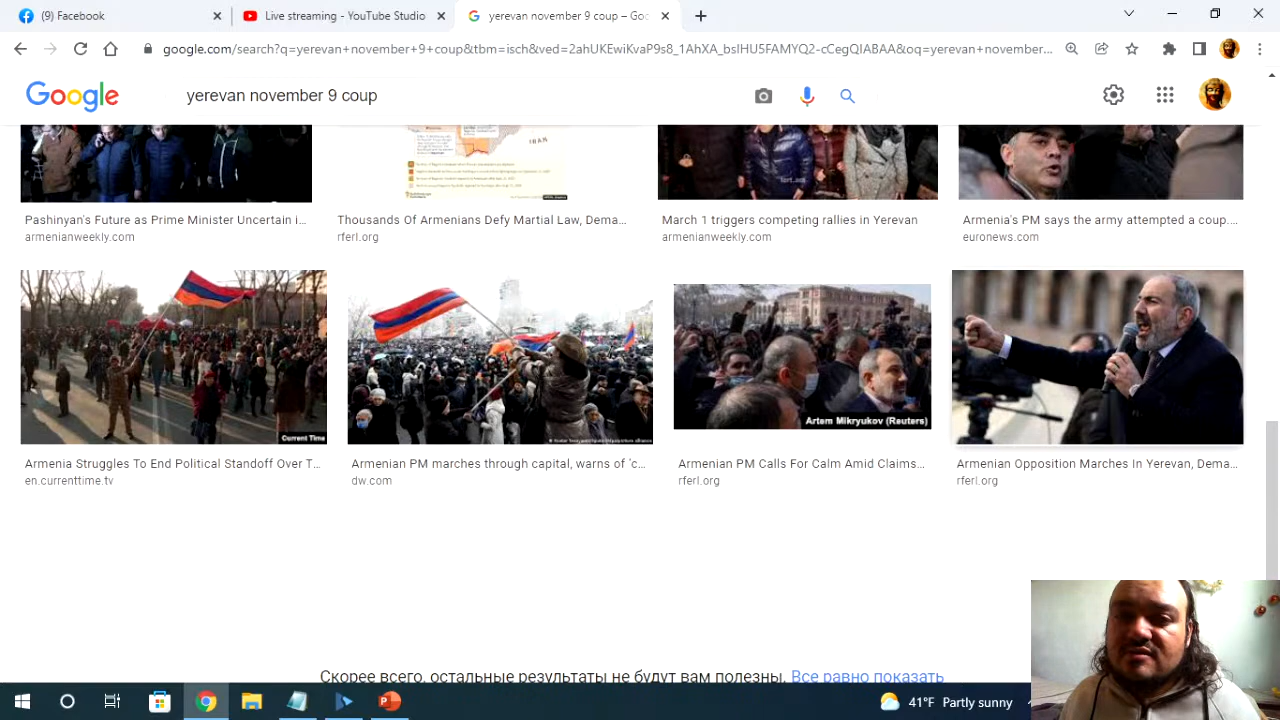 (9) Facebook
Live streaming - YouTube Studio
yerevan november 9 coup – Goo
google.com/search?q=yerevan+november+9+coup&tbm=isch&ved=2ahUKEwiKvaP9s8_1AhXA_bsIHU5FAMYQ2-cCegQIABAA&oq=yerevan+november...
Google
yerevan november 9 coup
IRAN
rferl.org
Pashinyan's Future as Prime Minister Uncertain i...
Thousands Of Armenians Defy Martial Law, Dema...
March 1 triggers competing rallies in Yerevan
Armenia's PM says the army attempted a coup....
armenianweekly.com
rferl.org
armenianweekly.com
euronews.com
Current Time
Artem Mikryukov (Reuters)
Armenia Struggles To End Political Standoff Over T...
Armenian PM marches through capital, warns of 'c...
Armenian PM Calls For Calm Amid Claims...
Armenian Opposition Marches In Yerevan, Dema...
en.currenttime.tv
dw.com
rferl.org
rferl.org
Скорее всего, остальные результаты не будут вам полезны. Все равно показать
41°F Partly sunny